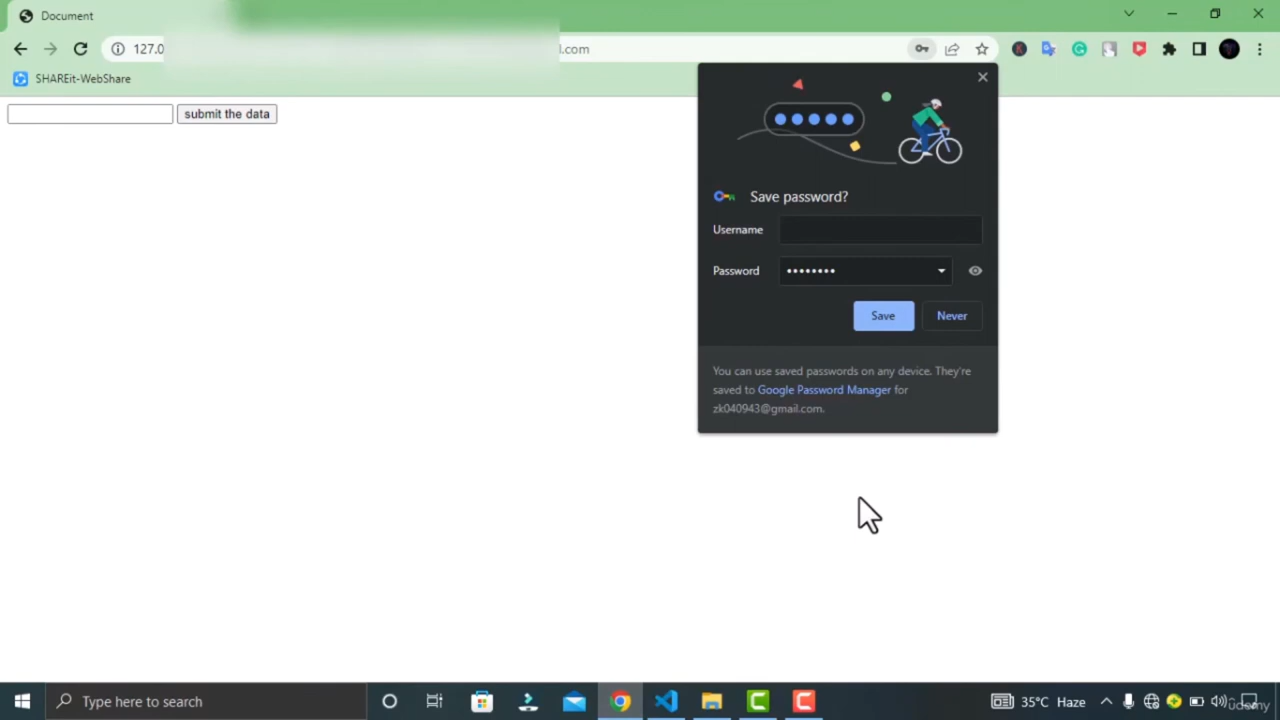 Document
127.0
l.com
SHAREit-WebShare
submit the data
Save password?
Username
Password ••••••••
Save Never
You can use saved passwords on any device. They're
saved to Google Password Manager for
zk040943@gmail.com.
Type here to search
35°C Haze
udemy